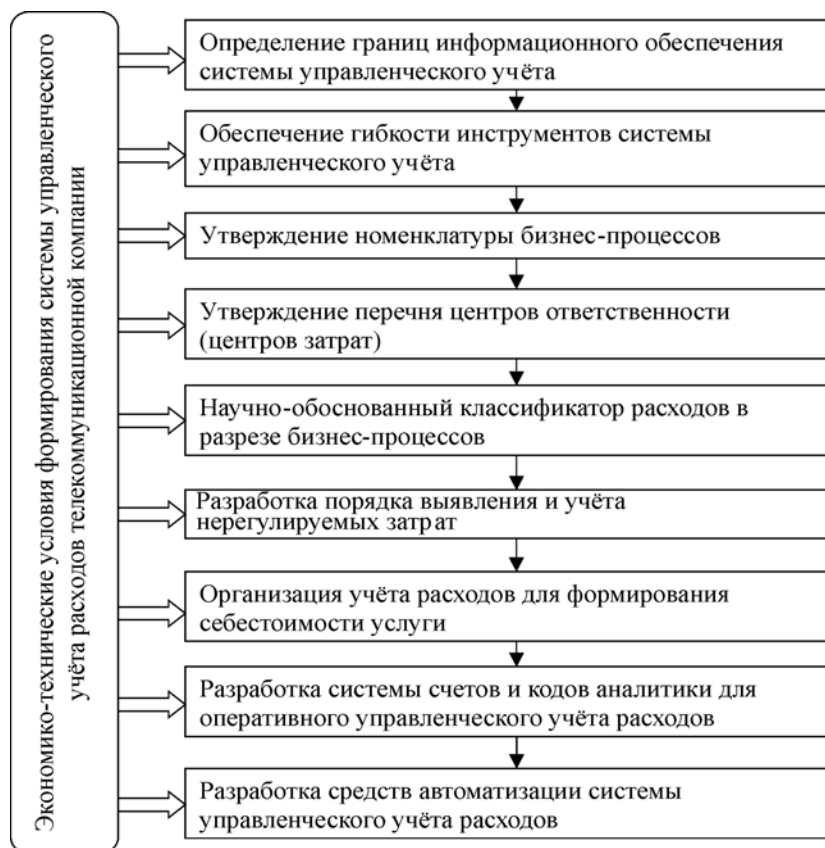 Экономико-технические условия формирования системы управленческого
учёта расходов телекоммуникационной компании
Определение границ информационного обеспечения
системы управленческого учёта
Обеспечение гибкости инструментов системы
управленческого учёта
Утверждение номенклатуры бизнес-процессов
Утверждение перечня центров ответственности
(центров затрат)
Научно-обоснованный классификатор расходов в
разрезе бизнес-процессов
Разработка порядка выявления и учёта
нерегулируемых затрат
Организация учёта расходов для формирования
себестоимости услуги
Разработка системы счетов и кодов аналитики для
оперативного управленческого учёта расходов
Разработка средств автоматизации системы
управленческого учёта расходов